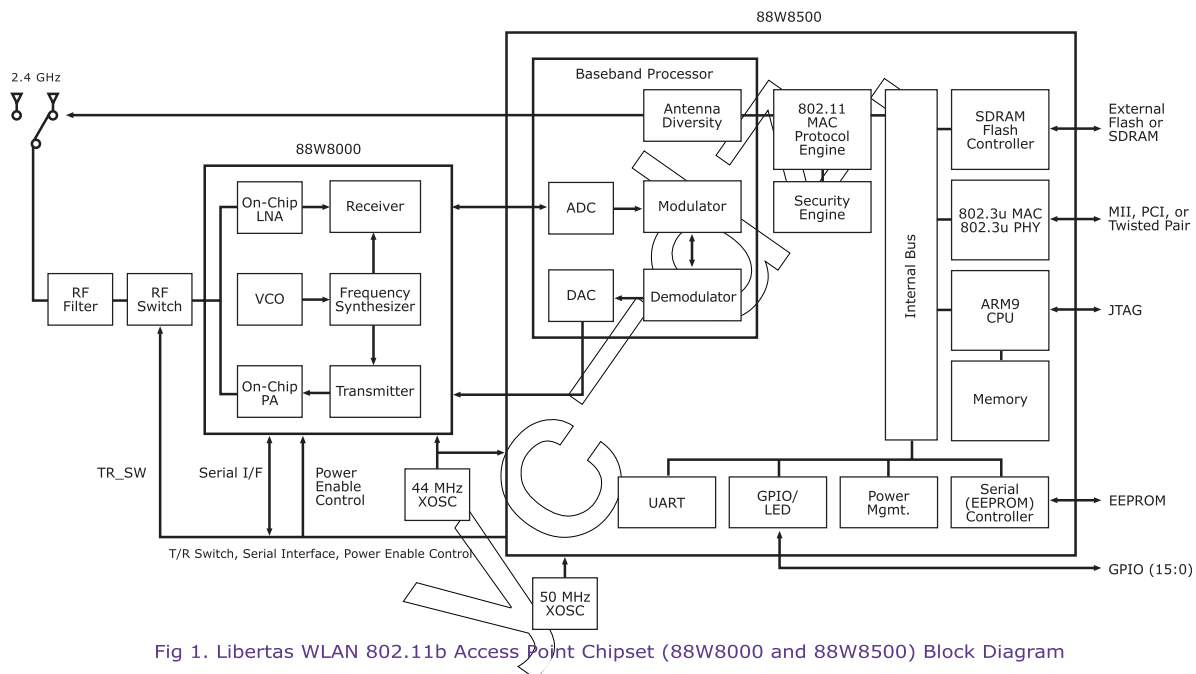 88W8500
2.4 GHz
Baseband Processor
Antenna
Diversity
802.11
MAC
Protocol
Engine
SDRAM
Flash
Controller
External
Flash or
SDRAM
88W8000
On-Chip
LNA
Receiver
ADC
Modulator
Security
Engine
802.3u MAC
802.3u PHY
MII, PCI, or
Twisted Pair
Internal Bus
RF
Filter
RF
Switch
VCO
Frequency
Synthesizer
DAC
Demodulator
ARM9
CPU
JTAG
On-Chip
PA
Transmitter
Memory
TR_SW
Serial I/F
Power
Enable
Control
44 MHz
XOSC
UART
GPIO/
LED
Power
Mgmt.
Serial
(EEPROM)
Controller
EEPROM
T/R Switch, Serial Interface, Power Enable Control
GPIO (15:0)
50 MHz
XOSC
Fig 1. Libertas WLAN 802.11b Access Point Chipset (88W8000 and 88W8500) Block Diagram